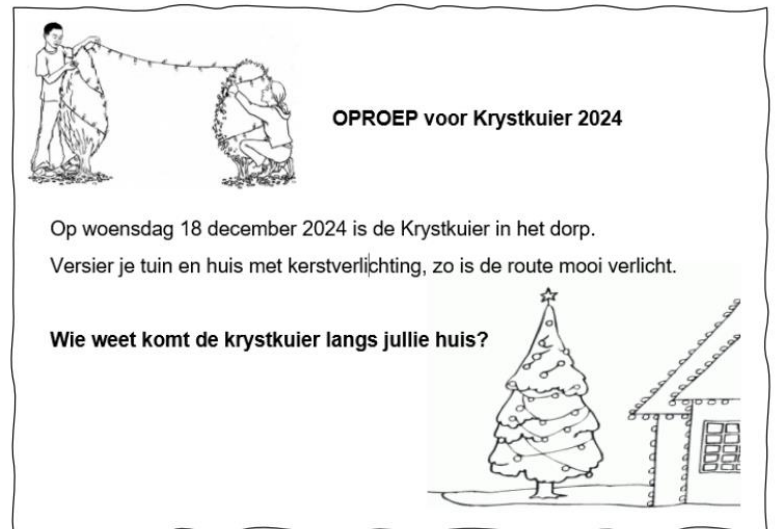 OPROEP voor Krystkuier 2024
Op woensdag 18 december 2024 is de Krystkuier in het dorp.
Versier je tuin en huis met kerstverlichting, zo is de route mooi verlicht.
Wie weet komt de krystkuier langs jullie huis?